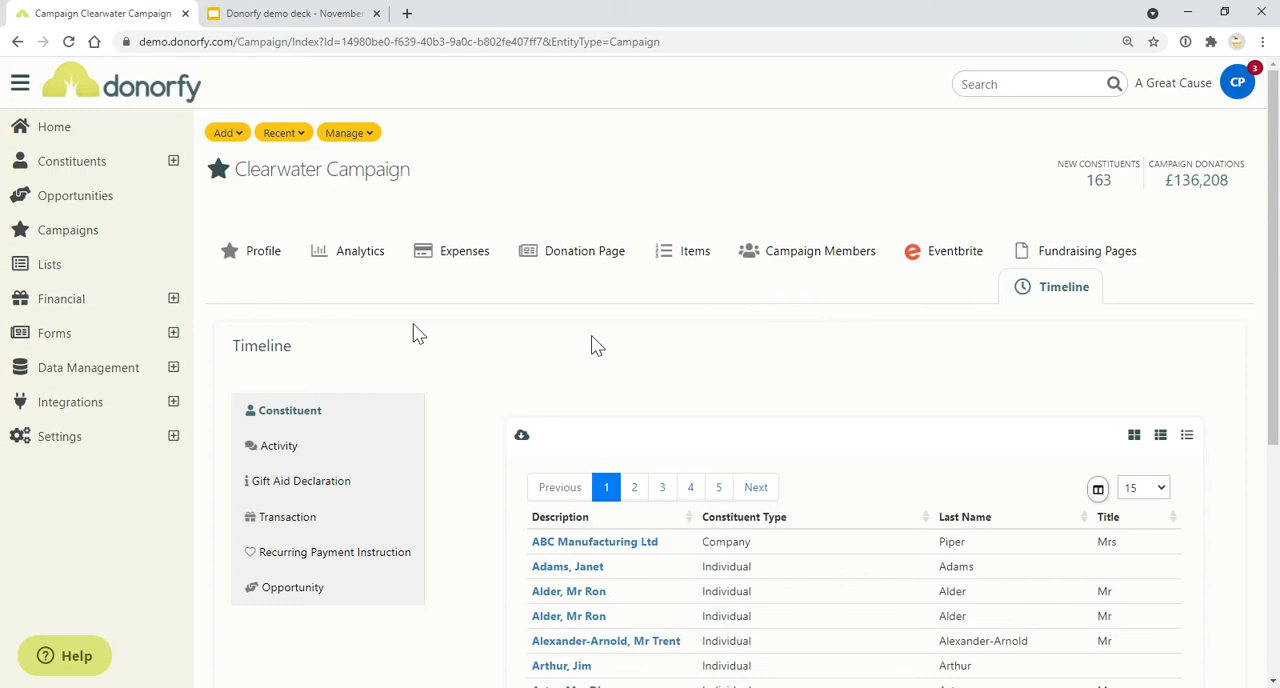 Campaign Clearwater Campaign
Donorfy demo deck - November
demo.donorfy.com/Campaign/Index?Id=14980be0-f639-40b3-9a0c-b802fe407ff7&EntityType=Campaign
donorfy
Search
A Great Cause
CP
3
Home
Constituents
Opportunities
Campaigns
Lists
Financial
Forms
Data Management
Integrations
Settings
Help
Add
Recent
Manage
Clearwater Campaign
NEW CONSTITUENTS
163
CAMPAIGN DONATIONS
£136,208
Profile
Analytics
Expenses
Donation Page
Items
Campaign Members
Eventbrite
Fundraising Pages
Timeline
Timeline
Constituent
Activity
Gift Aid Declaration
Transaction
Recurring Payment Instruction
Opportunity
Previous 1 2 3 4 5 Next
15
Description Constituent Type Last Name Title
ABC Manufacturing Ltd Company Piper Mrs
Adams, Janet Individual Adams
Alder, Mr Ron Individual Alder Mr
Alder, Mr Ron Individual Alder Mr
Alexander-Arnold, Mr Trent Individual Alexander-Arnold Mr
Arthur, Jim Individual Arthur